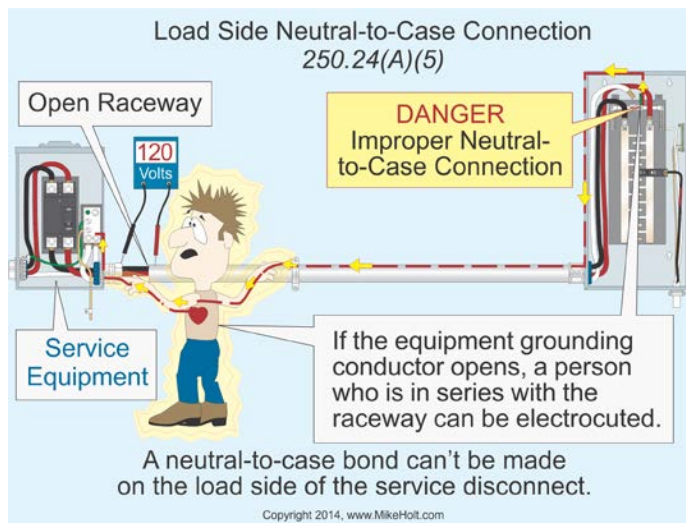 Load Side Neutral-to-Case Connection
250.24(A)(5)
Open Raceway
120
Volts
DANGER
Improper Neutral-
to-Case Connection
Service
Equipment
If the equipment grounding
conductor opens, a person
who is in series with the
raceway can be electrocuted.
A neutral-to-case bond can't be made
on the load side of the service disconnect.
Copyright 2014, www.MikeHolt.com